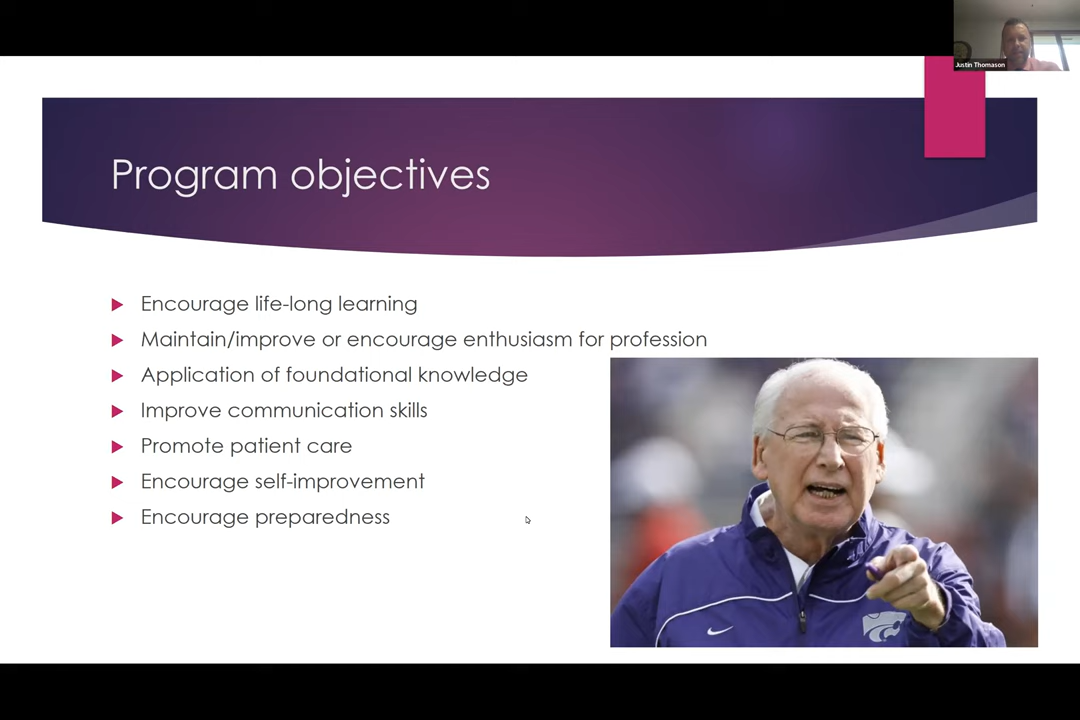 Justin Thomason
Program objectives
Encourage life-long learning
Maintain/improve or encourage enthusiasm for profession
Application of foundational knowledge
Improve communication skills
Promote patient care
Encourage self-improvement
Encourage preparedness